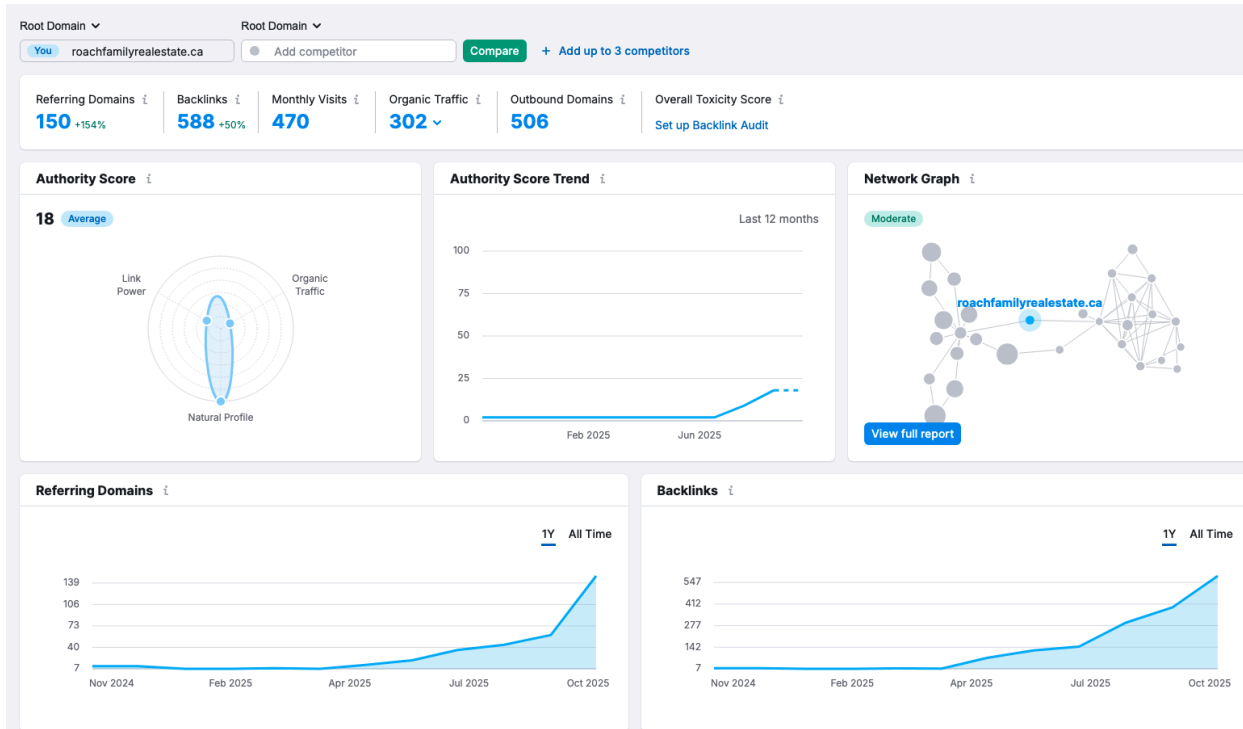 Root Domain
Root Domain
You roachfamilyrealestate.ca
Add competitor
Compare
+ Add up to 3 competitors
Referring Domains i
150 +154%
Backlinks i
588 +50%
Monthly Visits i
470
Organic Traffic i
302
Outbound Domains i
506
Overall Toxicity Score i
Set up Backlink Audit
Authority Score i
18 Average
Link
Power
Organic
Traffic
Natural Profile
Authority Score Trend i
Last 12 months
100
75
50
25
0
Feb 2025 Jun 2025
Network Graph i
Moderate
roachfamilyrealestate.ca
View full report
Referring Domains i
1Y All Time
139
106
73
40
7
Nov 2024 Feb 2025 Apr 2025 Jul 2025 Oct 2025
Backlinks i
1Y All Time
547
412
277
142
7
Nov 2024 Feb 2025 Apr 2025 Jul 2025 Oct 2025